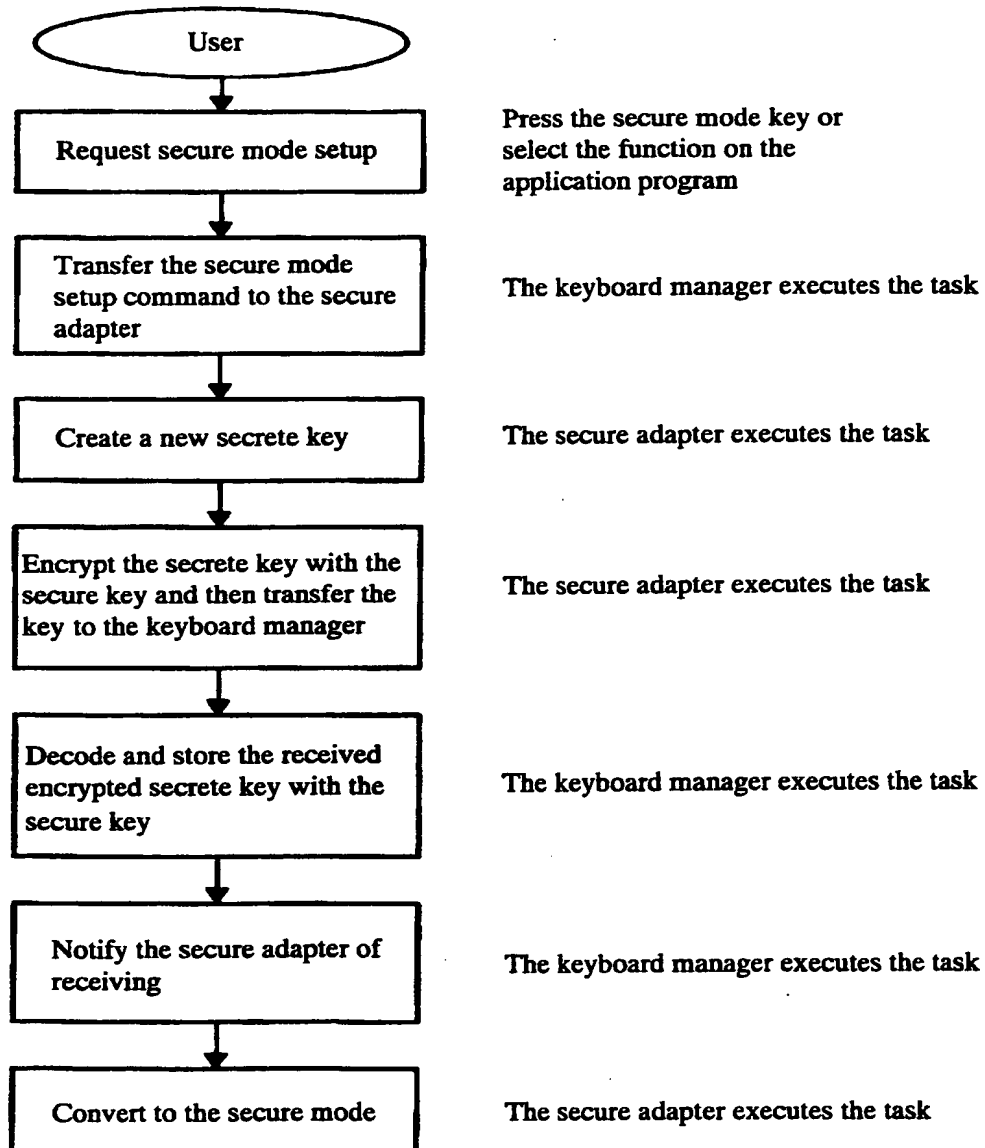 User
Request secure mode setup
Press the secure mode key or
select the function on the
application program
Transfer the secure mode
setup command to the secure
adapter
The keyboard manager executes the task
Create a new secrete key
The secure adapter executes the task
Encrypt the secrete key with the
secure key and then transfer the
key to the keyboard manager
The secure adapter executes the task
Decode and store the received
encrypted secrete key with the
secure key
The keyboard manager executes the task
Notify the secure adapter of
receiving
The keyboard manager executes the task
Convert to the secure mode
The secure adapter executes the task